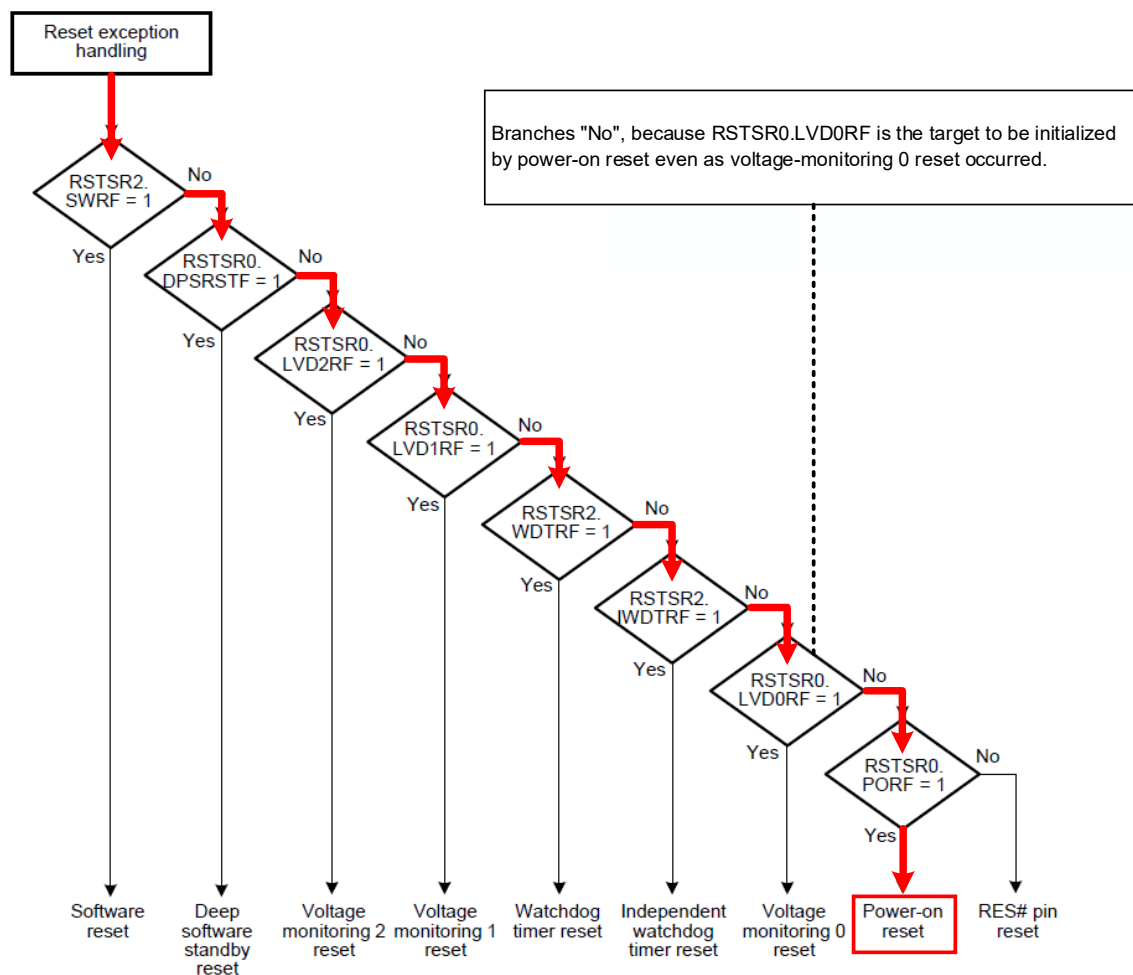 Reset exception
handling
Branches "No", because RSTSR0.LVD0RF is the target to be initialized
by power-on reset even as voltage-monitoring 0 reset occurred.
RSTSR2.
SWRF = 1
No
Yes
RSTSR0.
DPSRSTF = 1
No
Yes
RSTSR0.
LVD2RF = 1
No
Yes
RSTSR0.
LVD1RF = 1
No
Yes
RSTSR2.
WDTRF = 1
No
Yes
RSTSR2.
IWDTRF = 1
No
Yes
RSTSR0.
LVD0RF = 1
No
Yes
RSTSR0.
PORF = 1
No
Yes
Software
reset
Deep
software
standby
reset
Voltage
monitoring 2
reset
Voltage
monitoring 1
reset
Watchdog
timer reset
Independent
watchdog
timer reset
Voltage
monitoring 0
reset
Power-on
reset
RES# pin
reset